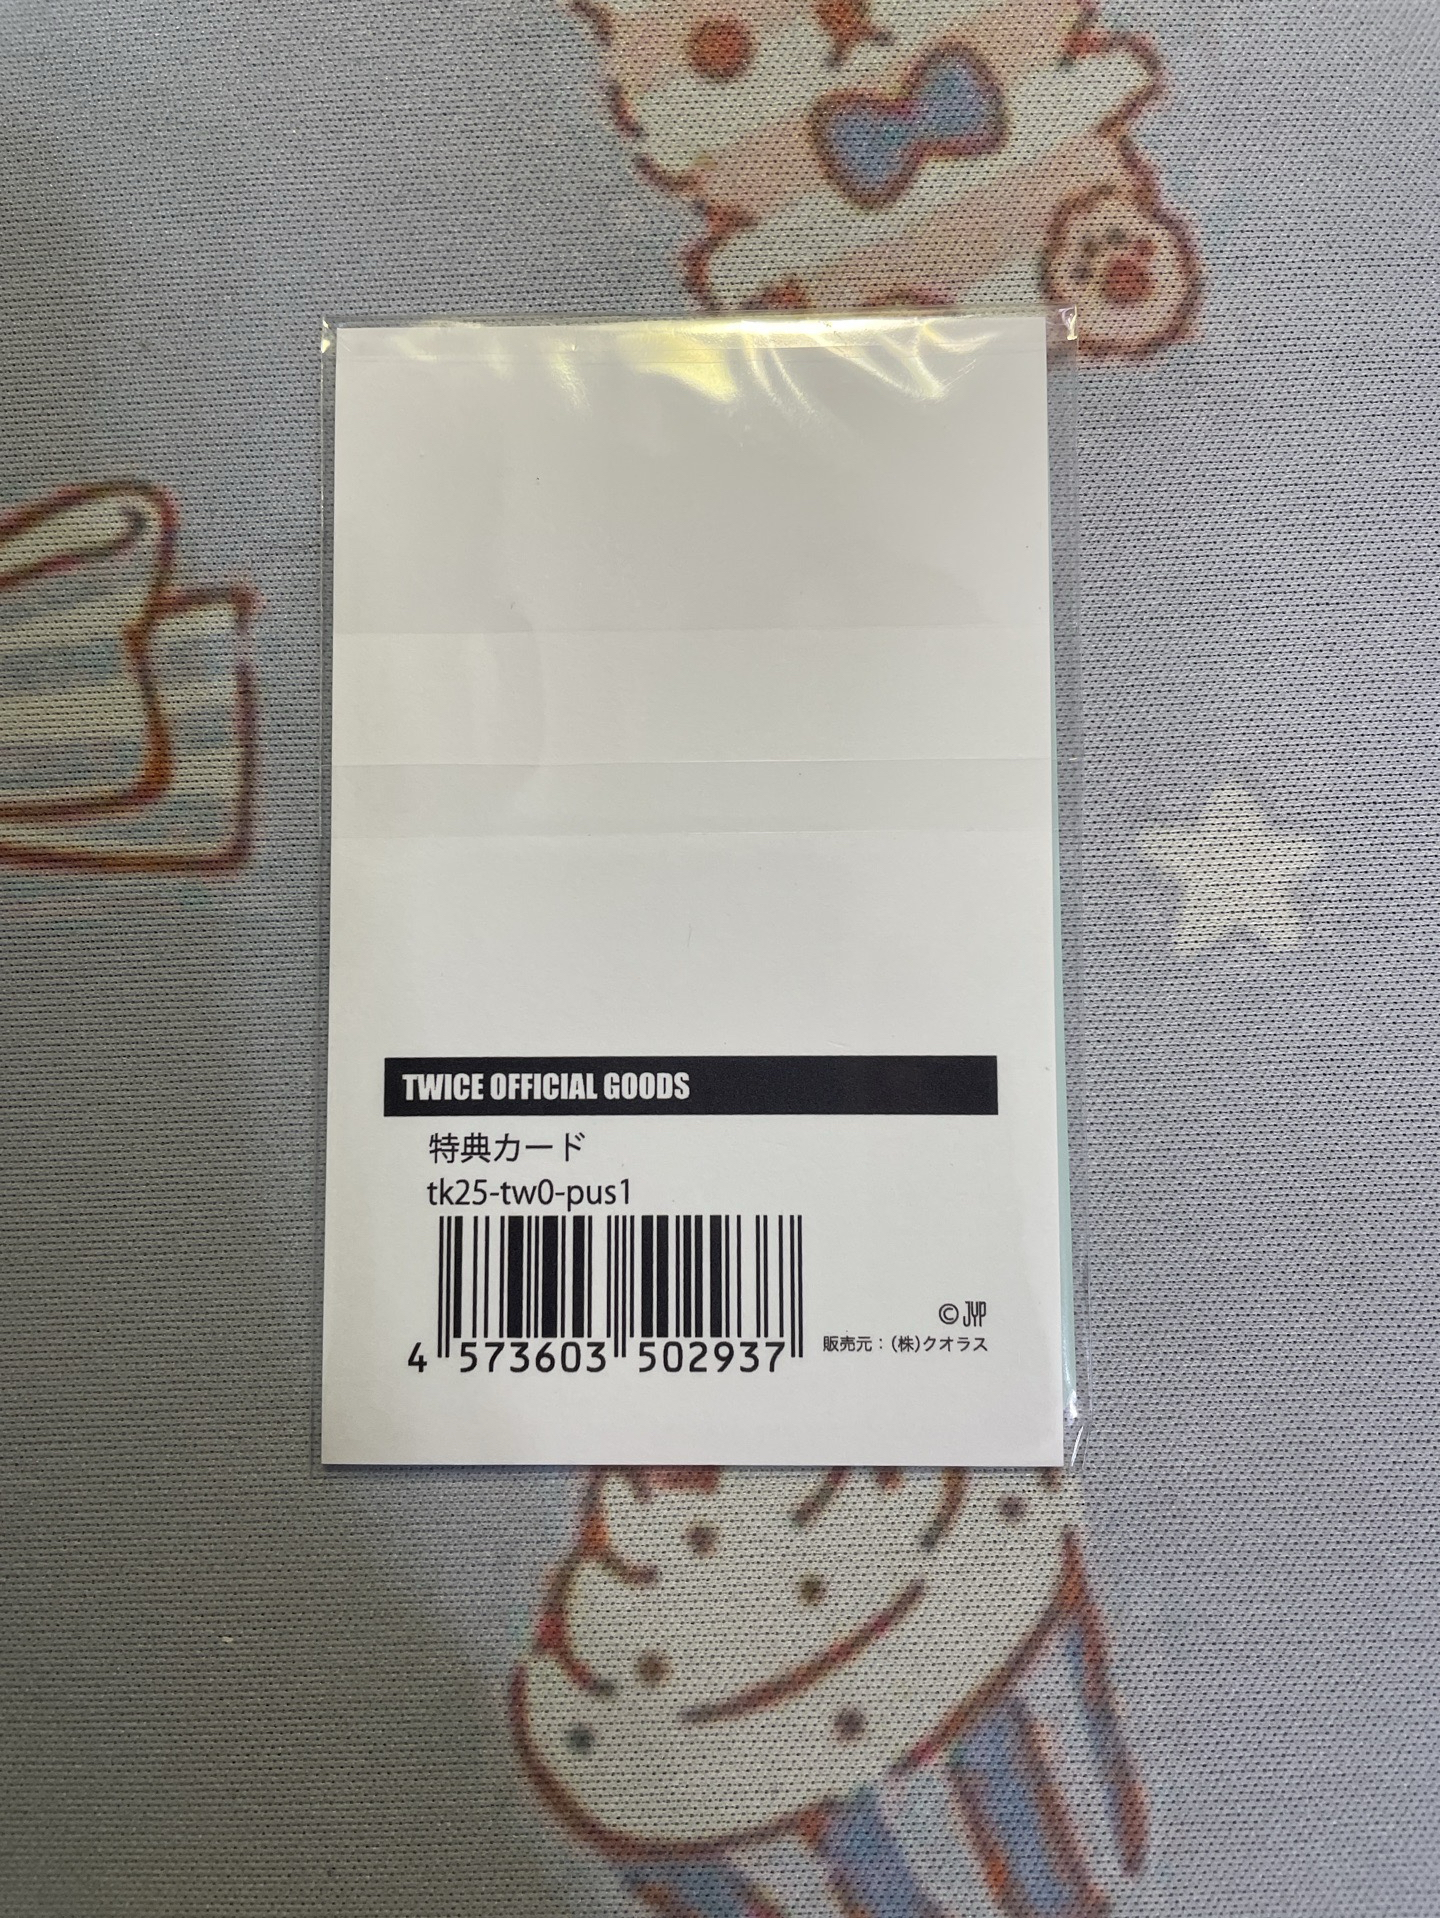 TWICE OFFICIAL GOODS
特典カード
tk25-tw0-pus1
4 573603 502937
© JYP
販売元：(株)クオラス